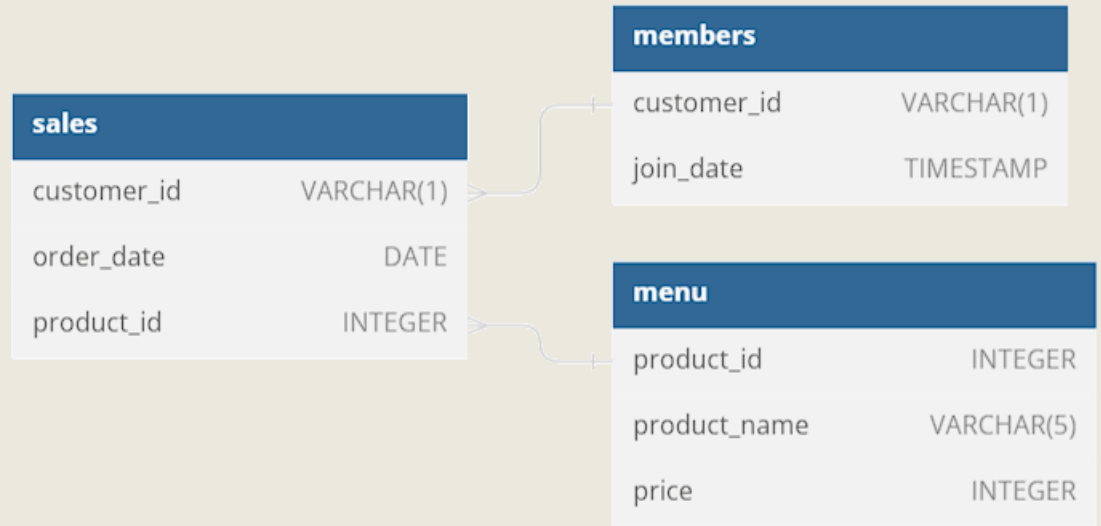 sales
customer_id VARCHAR(1)
order_date DATE
product_id INTEGER
members
customer_id VARCHAR(1)
join_date TIMESTAMP
menu
product_id INTEGER
product_name VARCHAR(5)
price INTEGER